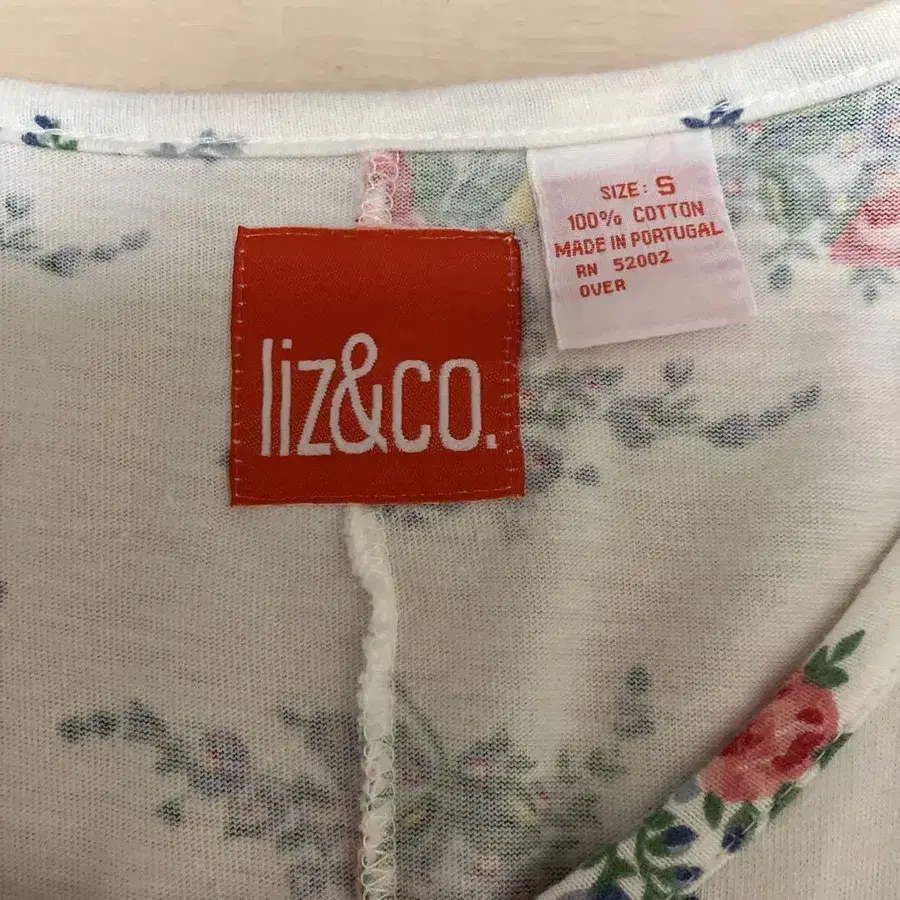 liz&co.
SIZE: S
100% COTTON
MADE IN PORTUGAL
RN 52002
OVER